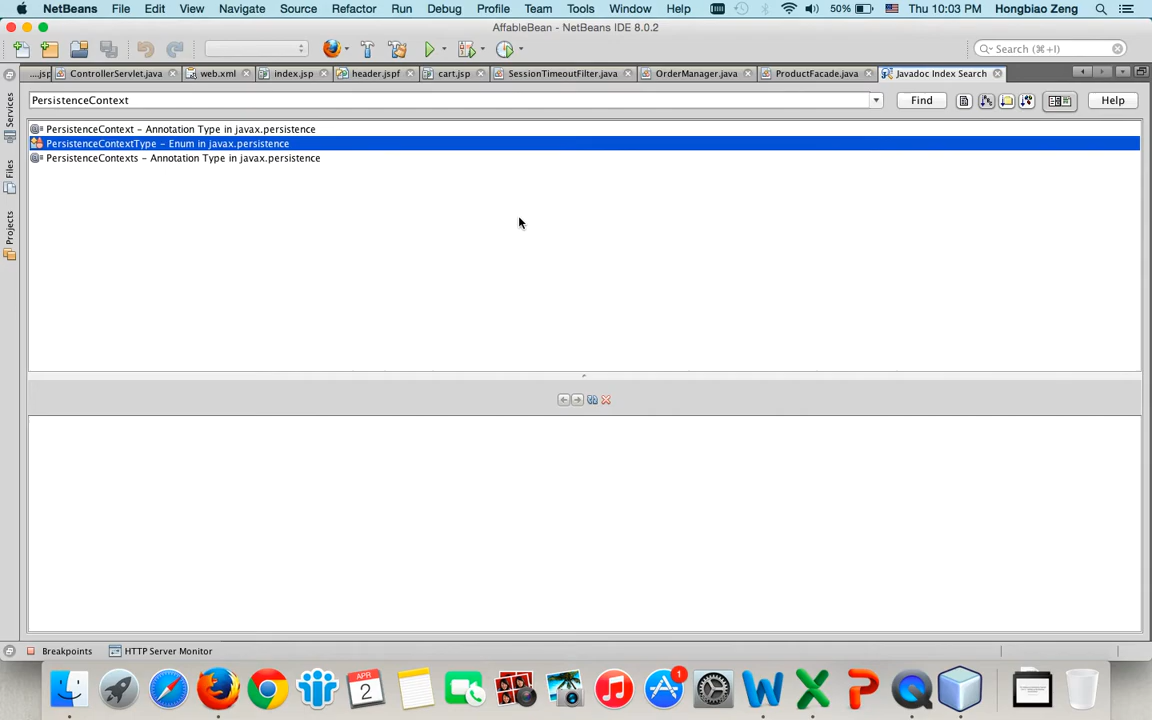 NetBeans File Edit View Navigate Source Refactor Run Debug Profile Team Tools Window Help 50% Thu 10:03 PM Hongbiao Zeng
AffableBean - NetBeans IDE 8.0.2
Search (⌘+I)
...jsp ControllerServlet.java web.xml index.jsp header.jspf cart.jsp SessionTimeoutFilter.java OrderManager.java ProductFacade.java Javadoc Index Search
PersistenceContext Find Help
PersistenceContext - Annotation Type in javax.persistence
PersistenceContextType - Enum in javax.persistence
PersistenceContexts - Annotation Type in javax.persistence
Services
Files
Projects
Breakpoints HTTP Server Monitor
APR
2
1